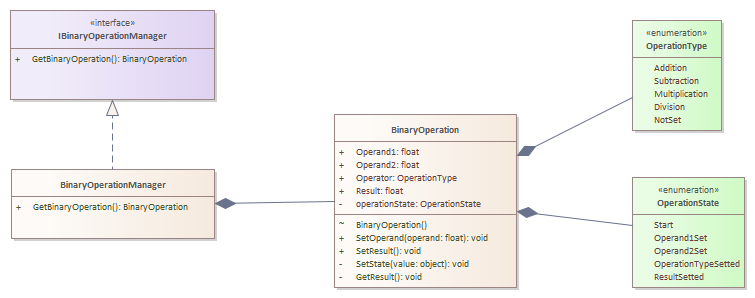 «interface»
IBinaryOperationManager
+ GetBinaryOperation(): BinaryOperation
BinaryOperationManager
+ GetBinaryOperation(): BinaryOperation
BinaryOperation
+ Operand1: float
+ Operand2: float
+ Operator: OperationType
+ Result: float
- operationState: OperationState
~ BinaryOperation()
+ SetOperand(operand: float): void
+ SetResult(): void
- SetState(value: object): void
- GetResult(): void
«enumeration»
OperationType
Addition
Subtraction
Multiplication
Division
NotSet
«enumeration»
OperationState
Start
Operand1Set
Operand2Set
OperationTypeSetted
ResultSetted